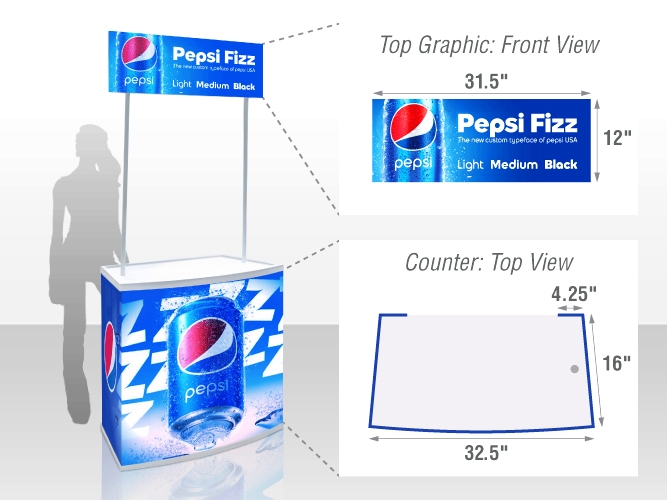 Pepsi Fizz
The new custom typeface of pepsi USA
pepsi
Light Medium Black
pepsi
Top Graphic: Front View
31.5"
Pepsi Fizz
The new custom typeface of pepsi USA
pepsi
Light Medium Black
12"
Counter: Top View
4.25"
16"
32.5"